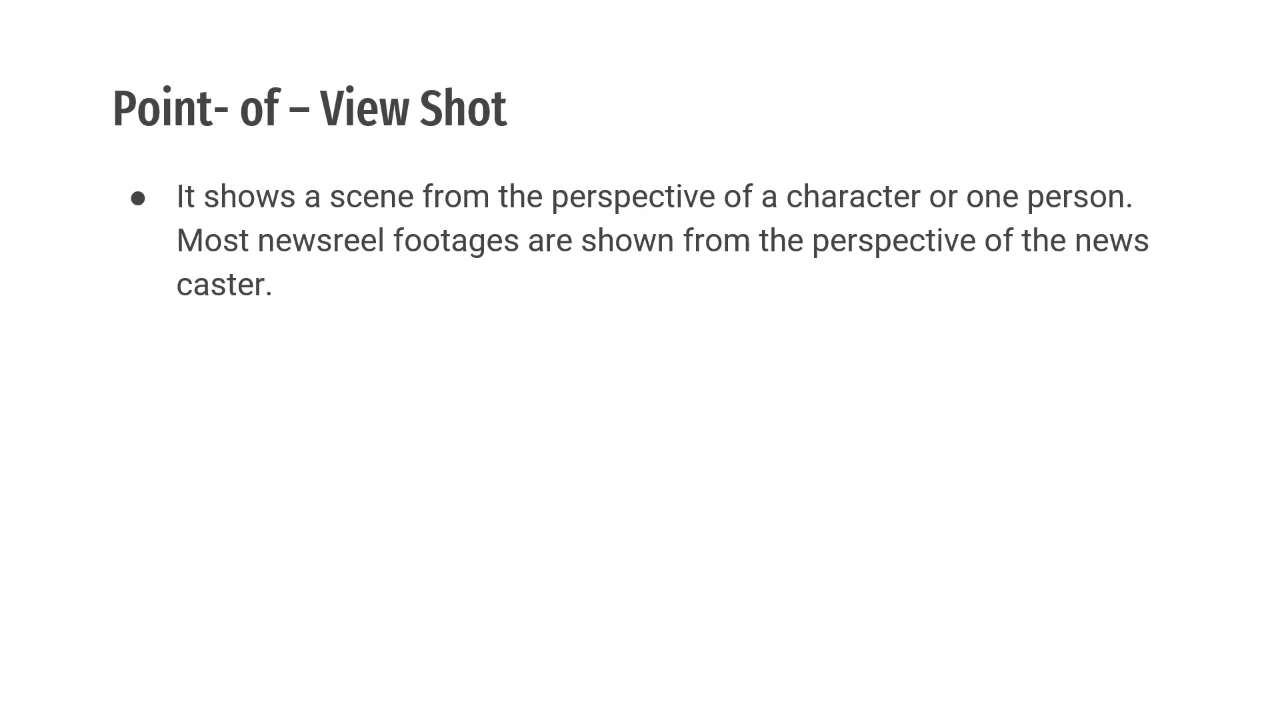 Point- of – View Shot
● It shows a scene from the perspective of a character or one person.
Most newsreel footages are shown from the perspective of the news
caster.